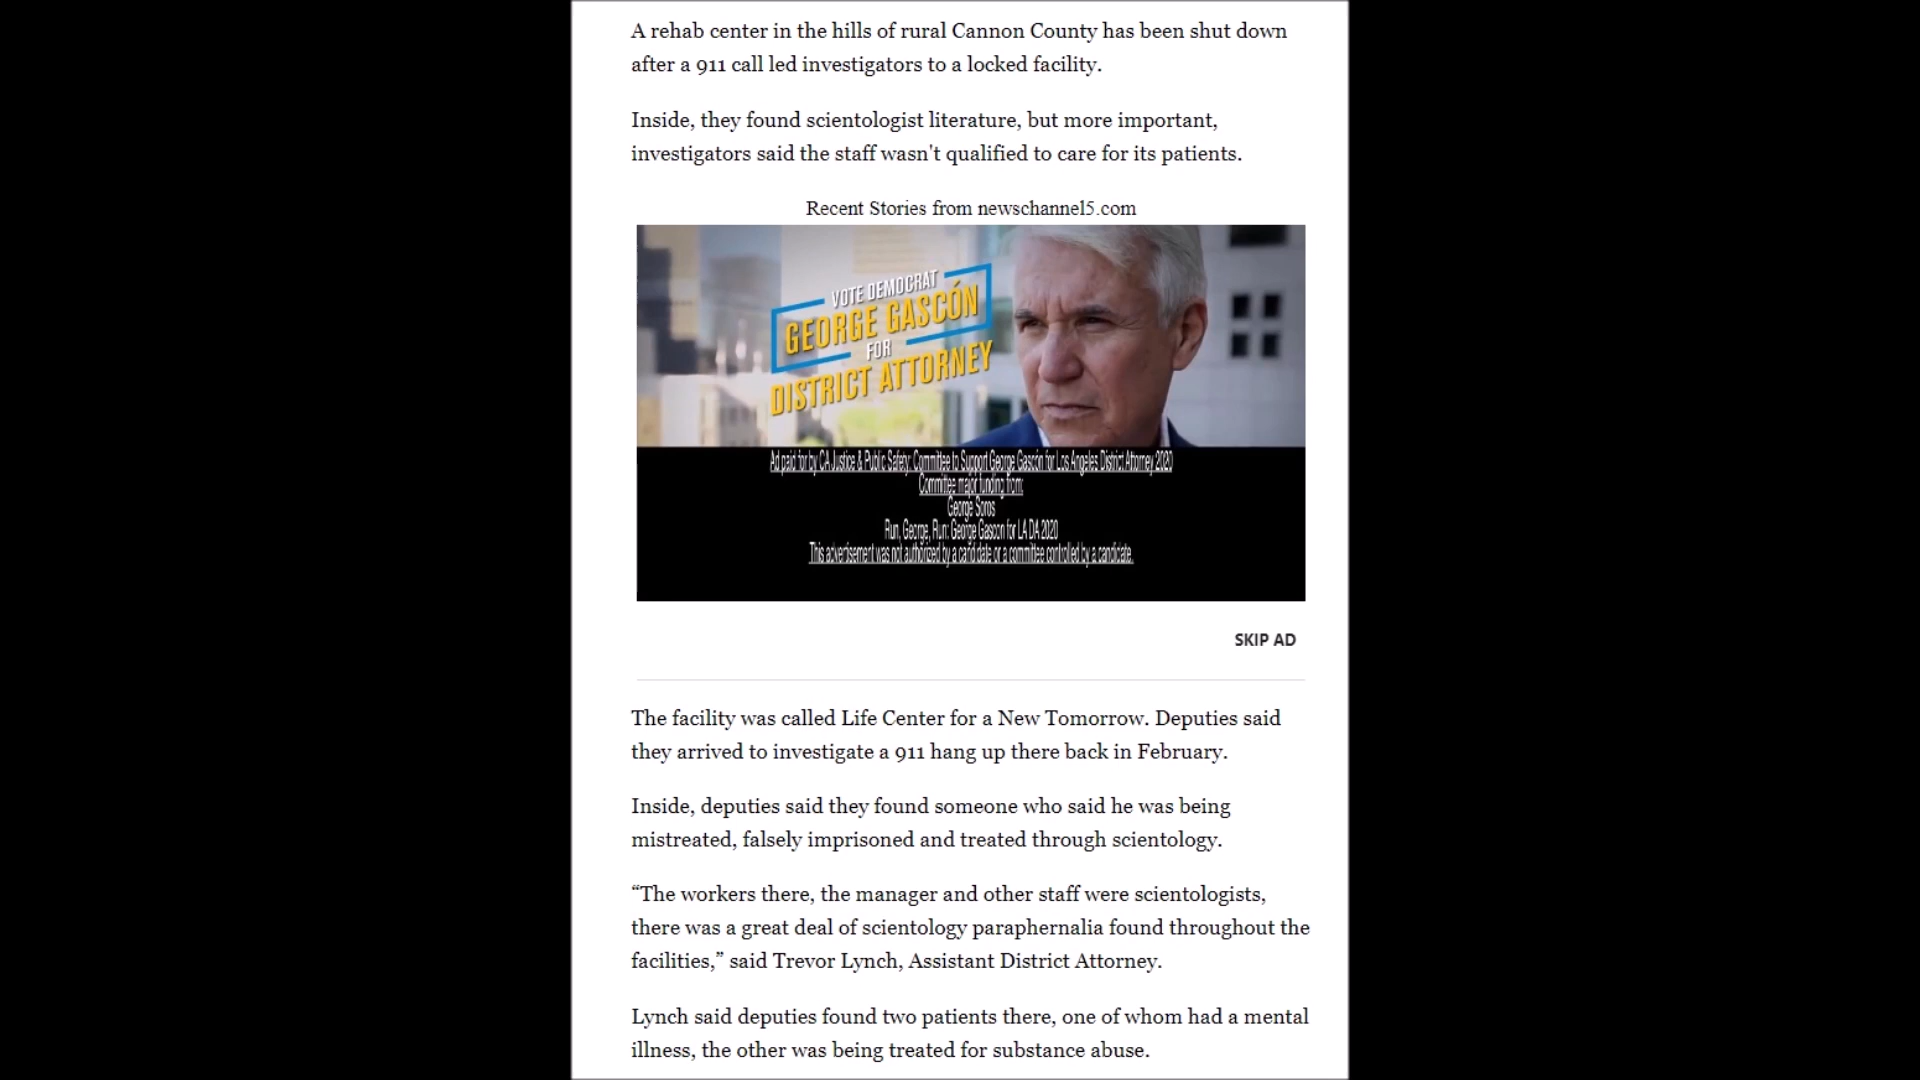 A rehab center in the hills of rural Cannon County has been shut down
after a 911 call led investigators to a locked facility.
Inside, they found scientologist literature, but more important,
investigators said the staff wasn't qualified to care for its patients.
Recent Stories from newschannel5.com
VOTE DEMOCRAT
GEORGE GASCÓN
FOR
DISTRICT ATTORNEY
Ad paid for by CA Justice & Public Safety: Committee to Support George Gascón for Los Angeles District Attorney 2020
Committee major funding from:
George Soros
Run, George, Run: George Gascon for LA DA 2020
This advertisement was not authorized by a candidate or a committee controlled by a candidate.
SKIP AD
The facility was called Life Center for a New Tomorrow. Deputies said
they arrived to investigate a 911 hang up there back in February.
Inside, deputies said they found someone who said he was being
mistreated, falsely imprisoned and treated through scientology.
“The workers there, the manager and other staff were scientologists,
there was a great deal of scientology paraphernalia found throughout the
facilities,” said Trevor Lynch, Assistant District Attorney.
Lynch said deputies found two patients there, one of whom had a mental
illness, the other was being treated for substance abuse.